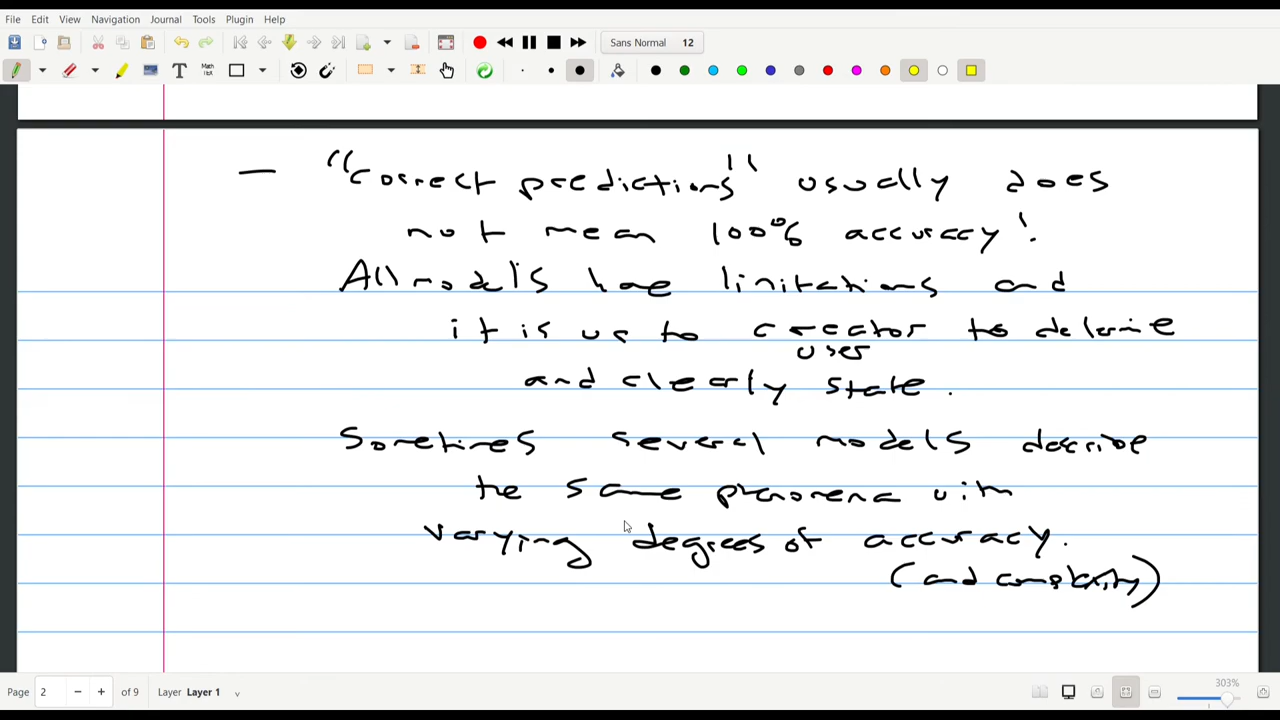 File Edit View Navigation Journal Tools Plugin Help
Sans Normal 12
— "Correct predictions" usually does
not mean 100% accuracy!
All models have limitations and
it is up to creator to determine
user
and clearly state.
Sometimes several models describe
the same phenomena with
varying degrees of accuracy.
(and complexity)
Page 2 of 9 Layer Layer 1
303%